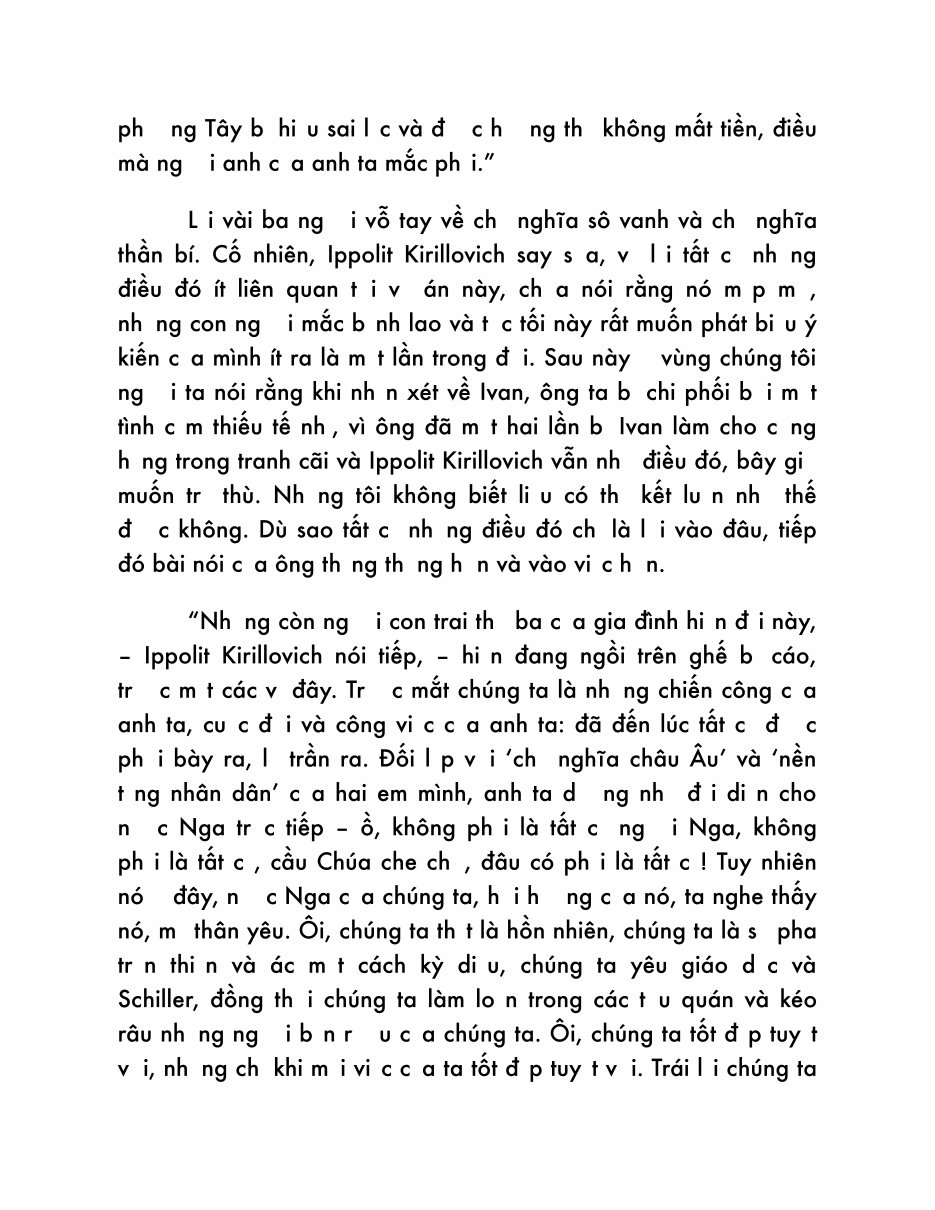 ph ng Tây b hi u sai l c và đ c h ng th không mất tiền, điều
mà ng i anh c a anh ta mắc ph i.”
L i vài ba ng i vỗ tay về ch nghĩa sô vanh và ch nghĩa
thần bí. Cố nhiên, Ippolit Kirillovich say s a, v l i tất c nh ng
điều đó ít liên quan t i v án này, ch a nói rằng nó m p m ,
nh ng con ng i mắc b nh lao và t c tối này rất muốn phát bi u ý
kiến c a mình ít ra là m t lần trong đ i. Sau này vùng chúng tôi
ng i ta nói rằng khi nh n xét về Ivan, ông ta b chi phối b i m t
tình c m thiếu tế nh , vì ông đã m t hai lần b Ivan làm cho c ng
h ng trong tranh cãi và Ippolit Kirillovich vẫn nh điều đó, bây gi
muốn tr thù. Nh ng tôi không biết li u có th kết lu n nh thế
đ c không. Dù sao tất c nh ng điều đó ch là l i vào đâu, tiếp
đó bài nói c a ông th ng th ng h n và vào vi c h n.
“Nh ng còn ng i con trai th ba c a gia đình hi n đ i này,
– Ippolit Kirillovich nói tiếp, – hi n đang ngồi trên ghế b cáo,
tr c m t các v đây. Tr c mắt chúng ta là nh ng chiến công c a
anh ta, cu c đ i và công vi c c a anh ta: đã đến lúc tất c đ c
ph i bày ra, l trần ra. Đối l p v i ‘ch nghĩa châu Âu’ và ‘nền
t ng nhân dân’ c a hai em mình, anh ta d ng nh đ i di n cho
n c Nga tr c tiếp – ồ, không ph i là tất c ng i Nga, không
ph i là tất c , cầu Chúa che ch , đâu có ph i là tất c ! Tuy nhiên
nó đây, n c Nga c a chúng ta, h i h ng c a nó, ta nghe thấy
nó, m thân yêu. Ôi, chúng ta th t là hồn nhiên, chúng ta là s pha
tr n thi n và ác m t cách kỳ di u, chúng ta yêu giáo d c và
Schiller, đồng th i chúng ta làm lo n trong các t u quán và kéo
râu nh ng ng i b n r u c a chúng ta. Ôi, chúng ta tốt đ p tuy t
v i, nh ng ch khi m i vi c c a ta tốt đ p tuy t v i. Trái l i chúng ta